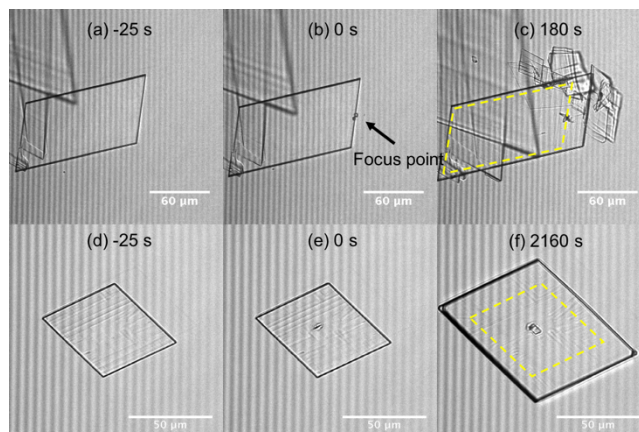 (a) -25 s
(b) 0 s
(c) 180 s
Focus point
60 µm
60 µm
60 µm
(d) -25 s
(e) 0 s
(f) 2160 s
50 µm
50 µm
50 µm